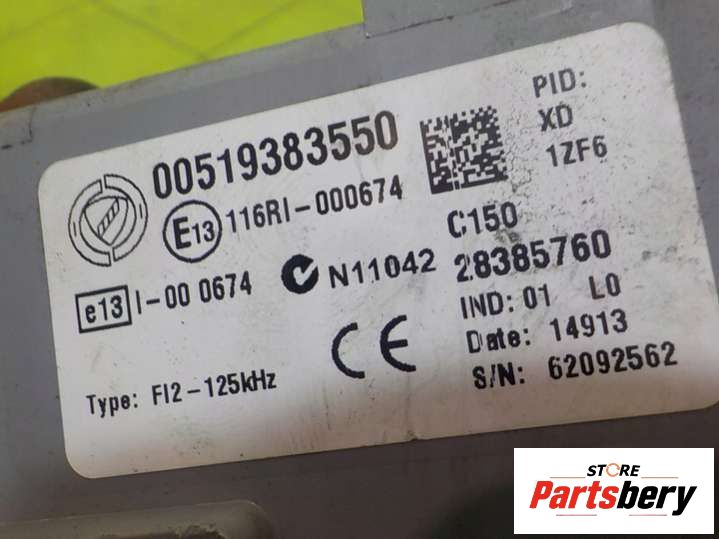 00519383550
PID:
XD
1ZF6
E13 116RI-000674
e13 I-00 0674
N11042
C150
28385760
IND: 01 L0
Date: 14913
S/N: 62092562
CE
Type: FI2-125kHz
STORE
Partsbery